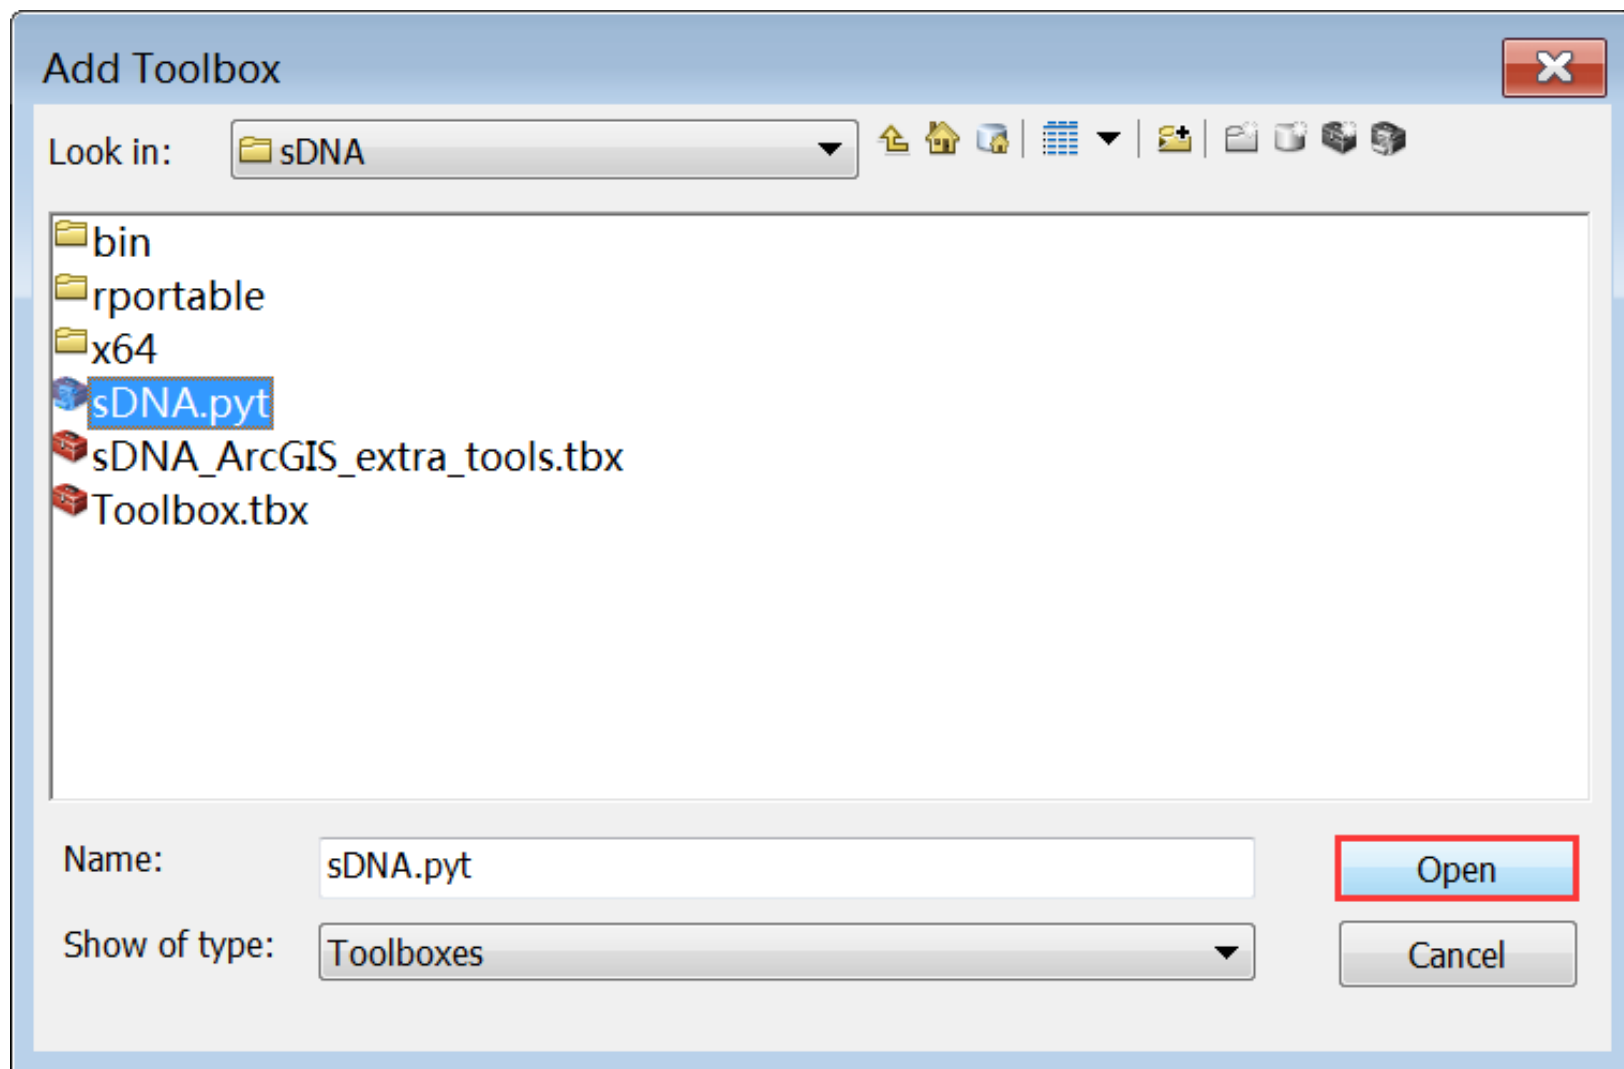 Add Toolbox
Look in: sDNA
bin
rportable
x64
sDNA.pyt
sDNA_ArcGIS_extra_tools.tbx
Toolbox.tbx
Name: sDNA.pyt Open
Show of type: Toolboxes Cancel